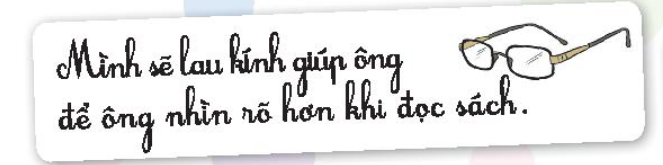 Mình sẽ lau kính giúp ông
để ông nhìn rõ hơn khi đọc sách.